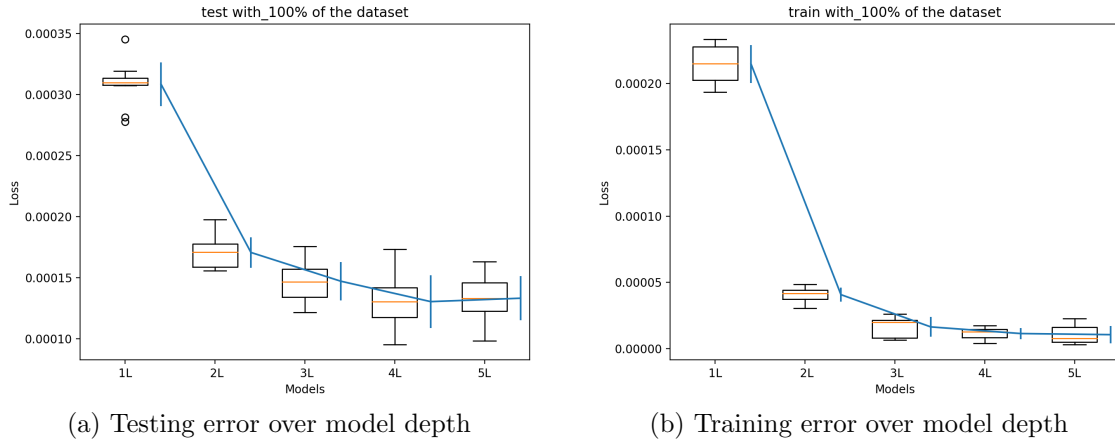 test with_100% of the dataset
0.00035
0.00030
0.00025
0.00020
0.00015
0.00010
Loss
1L 2L 3L 4L 5L
Models
(a) Testing error over model depth
train with_100% of the dataset
0.00020
0.00015
0.00010
0.00005
0.00000
Loss
1L 2L 3L 4L 5L
Models
(b) Training error over model depth